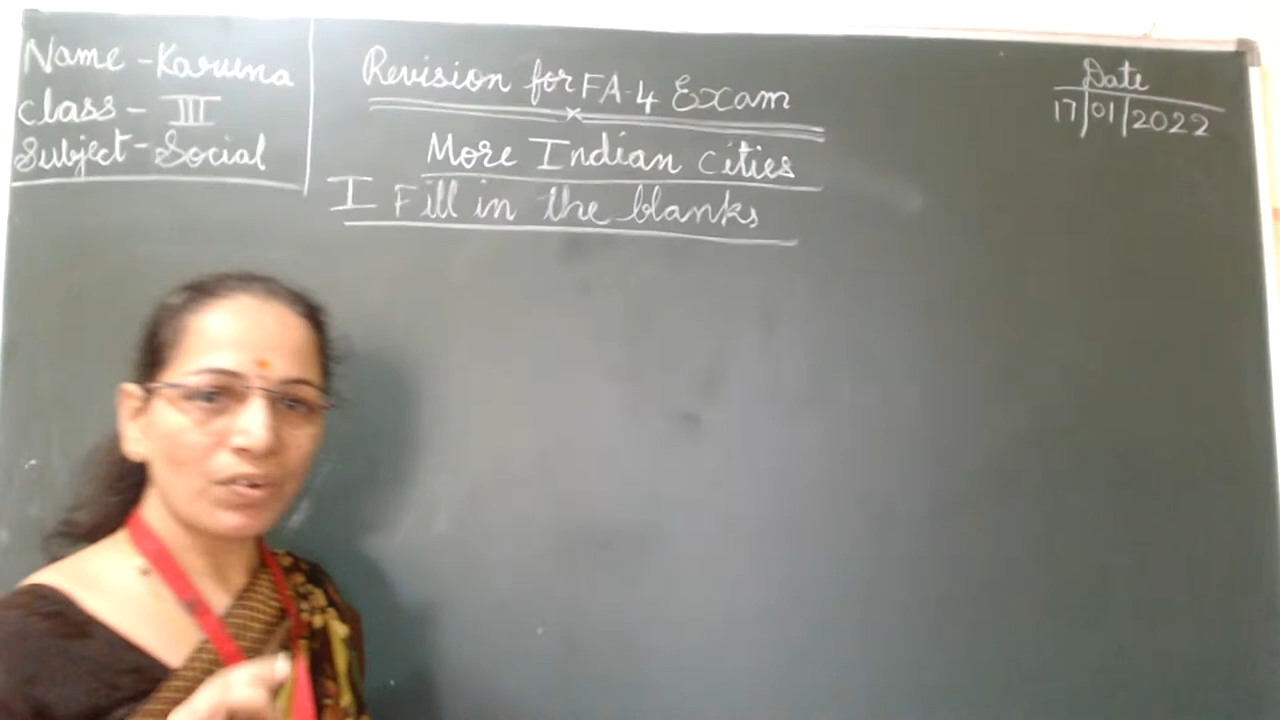 Name - Karuna
Class - III
Subject - Social
Revision for FA-4 Exam
More Indian Cities
I Fill in the blanks
Date
17/01/2022